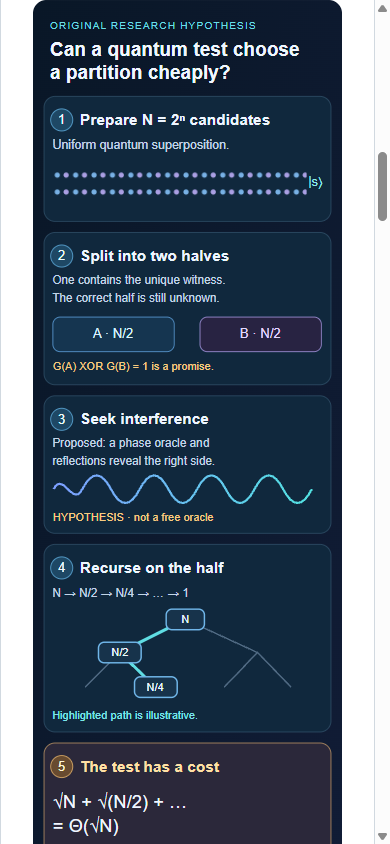 ORIGINAL RESEARCH HYPOTHESIS
Can a quantum test choose
a partition cheaply?
1 Prepare N = 2ⁿ candidates
Uniform quantum superposition.
|s⟩
2 Split into two halves
One contains the unique witness.
The correct half is still unknown.
A · N/2
B · N/2
G(A) XOR G(B) = 1 is a promise.
3 Seek interference
Proposed: a phase oracle and
reflections reveal the right side.
HYPOTHESIS · not a free oracle
4 Recurse on the half
N → N/2 → N/4 → … → 1
N
N/2
N/4
Highlighted path is illustrative.
5 The test has a cost
√N + √(N/2) + …
= Θ(√N)